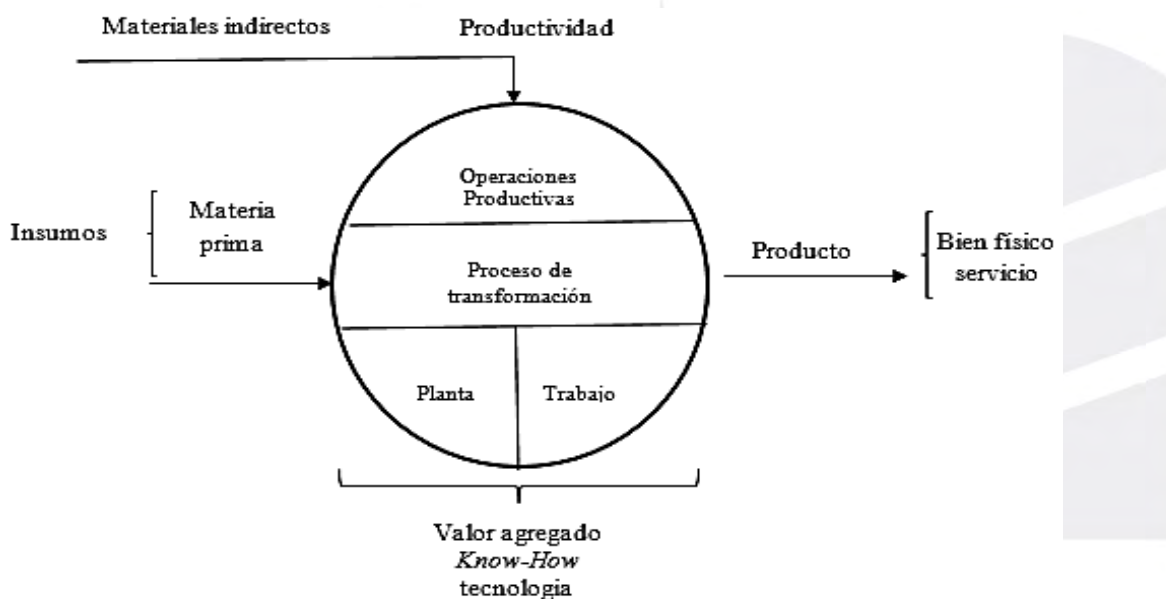 Materiales indirectos
Productividad
Operaciones
Productivas
Insumos
Materia
prima
Proceso de
transformación
Producto
Bien físico
servicio
Planta
Trabajo
Valor agregado
Know-How
tecnologia